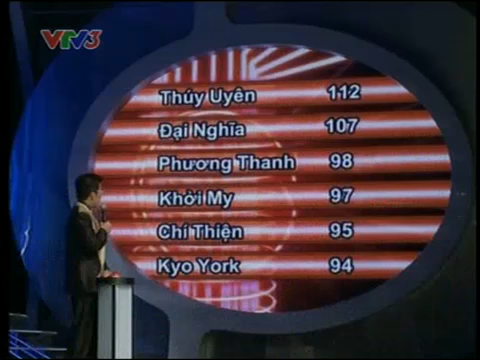 VTV3
Thúy Uyên 112
Đại Nghĩa 107
Phương Thanh 98
Khởi My 97
Chí Thiện 95
Kyo York 94